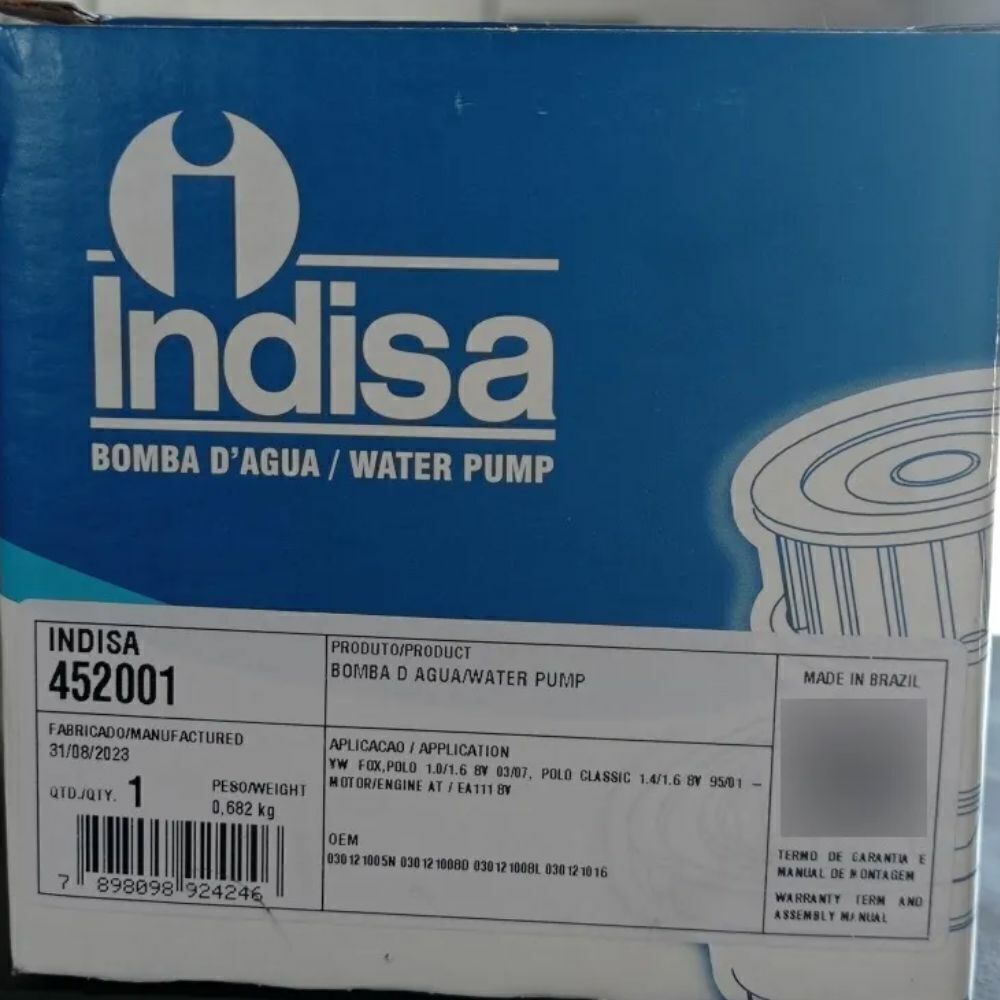 Indisa
BOMBA D'AGUA / WATER PUMP
INDISA
452001
FABRICADO/MANUFACTURED
31/08/2023
QTD./QTY. 1
PESO/WEIGHT
0,682 kg
7 898098 924246
PRODUTO/PRODUCT
BOMBA D AGUA/WATER PUMP
APLICACAO / APPLICATION
VW FOX,POLO 1.0/1.6 8V 03/07, POLO CLASSIC 1.4/1.6 8V 95/01 –
MOTOR/ENGINE AT / EA111 8V
OEM
030121005N 030121008D 030121008L 030121016
MADE IN BRAZIL
TERMO DE GARANTIA E
MANUAL DE MONTAGEM
WARRANTY TERM AND
ASSEMBLY MANUAL